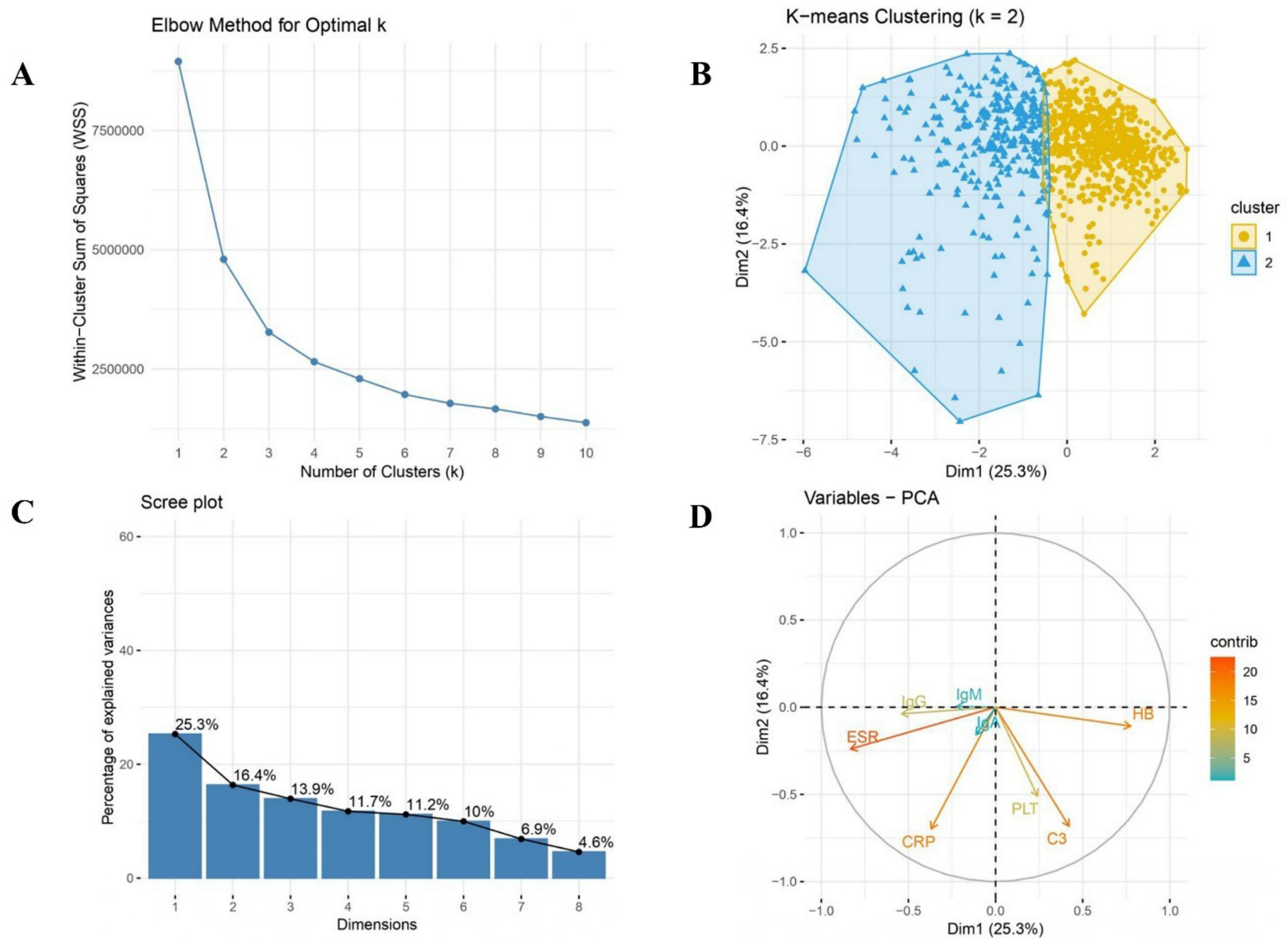 A
Elbow Method for Optimal k
Within−Cluster Sum of Squares (WSS)
7500000
5000000
2500000
1 2 3 4 5 6 7 8 9 10
Number of Clusters (k)
B
K−means Clustering (k = 2)
Dim2 (16.4%)
2.5
0.0
−2.5
−5.0
−7.5
−6 −4 −2 0 2
Dim1 (25.3%)
cluster
1
2
C
Scree plot
Percentage of explained variances
60
40
20
0
25.3%
16.4%
13.9%
11.7%
11.2%
10%
6.9%
4.6%
1 2 3 4 5 6 7 8
Dimensions
D
Variables − PCA
Dim2 (16.4%)
1.0
0.5
0.0
−0.5
−1.0
IgG
IgM
IgA
ESR
HB
CRP
PLT
C3
−1.0 −0.5 0.0 0.5 1.0
Dim1 (25.3%)
contrib
20
15
10
5